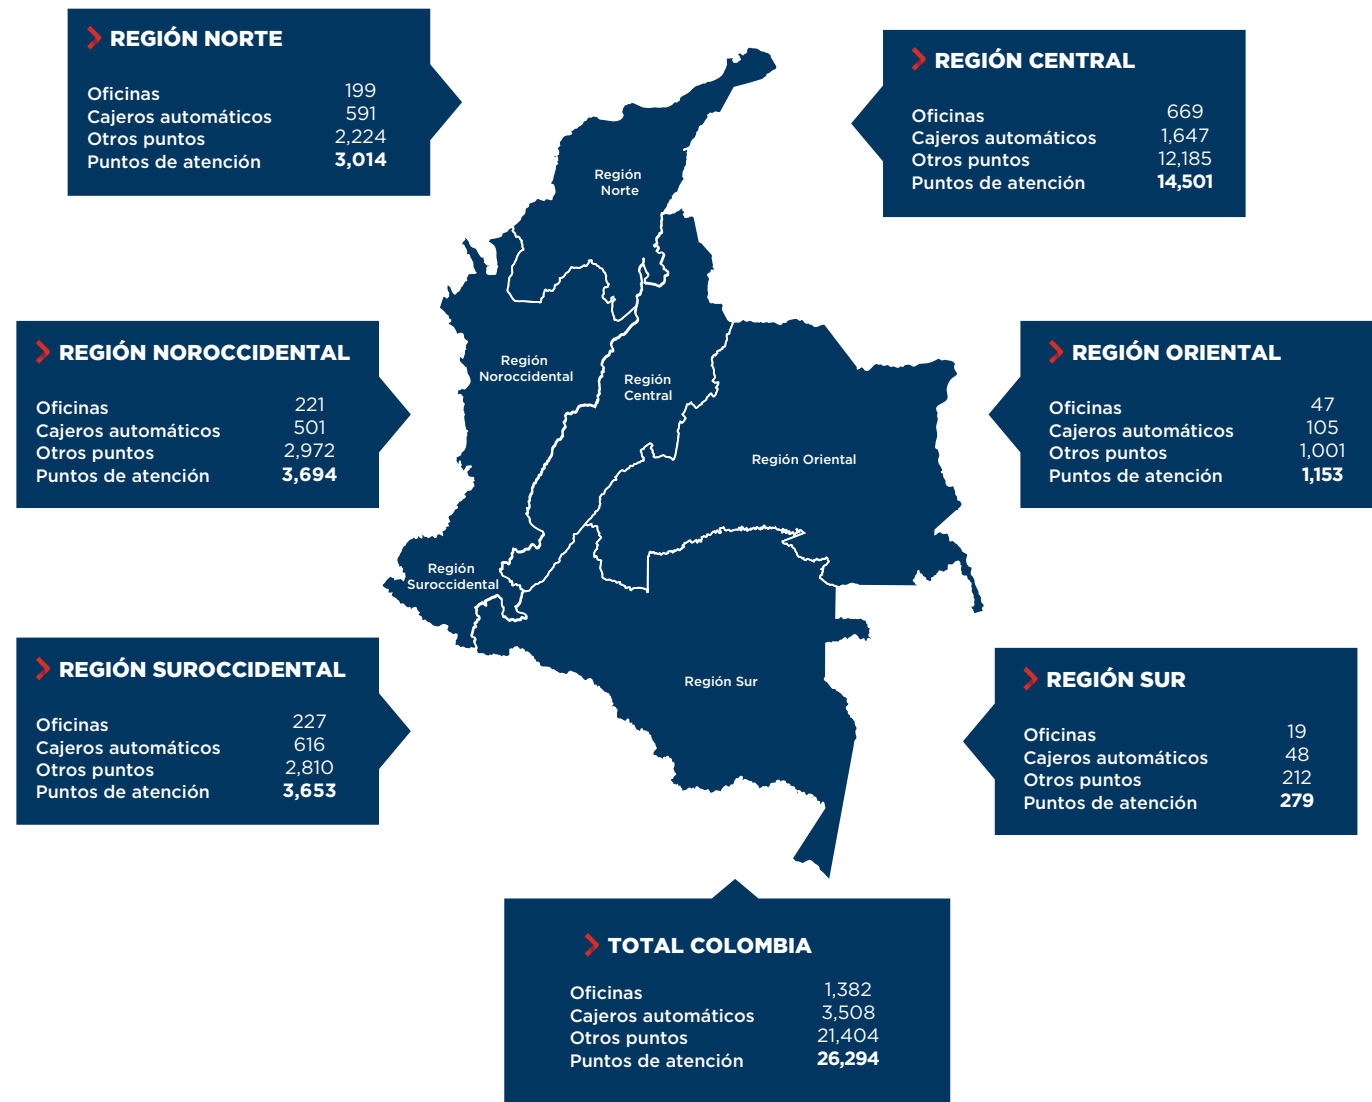 REGIÓN NORTE
Oficinas 199
Cajeros automáticos 591
Otros puntos 2,224
Puntos de atención 3,014
REGIÓN CENTRAL
Oficinas 669
Cajeros automáticos 1,647
Otros puntos 12,185
Puntos de atención 14,501
REGIÓN NOROCCIDENTAL
Oficinas 221
Cajeros automáticos 501
Otros puntos 2,972
Puntos de atención 3,694
REGIÓN ORIENTAL
Oficinas 47
Cajeros automáticos 105
Otros puntos 1,001
Puntos de atención 1,153
REGIÓN SUROCCIDENTAL
Oficinas 227
Cajeros automáticos 616
Otros puntos 2,810
Puntos de atención 3,653
REGIÓN SUR
Oficinas 19
Cajeros automáticos 48
Otros puntos 212
Puntos de atención 279
Región
Norte
Región
Noroccidental
Región
Central
Región Oriental
Región
Suroccidental
Región Sur
TOTAL COLOMBIA
Oficinas 1,382
Cajeros automáticos 3,508
Otros puntos 21,404
Puntos de atención 26,294